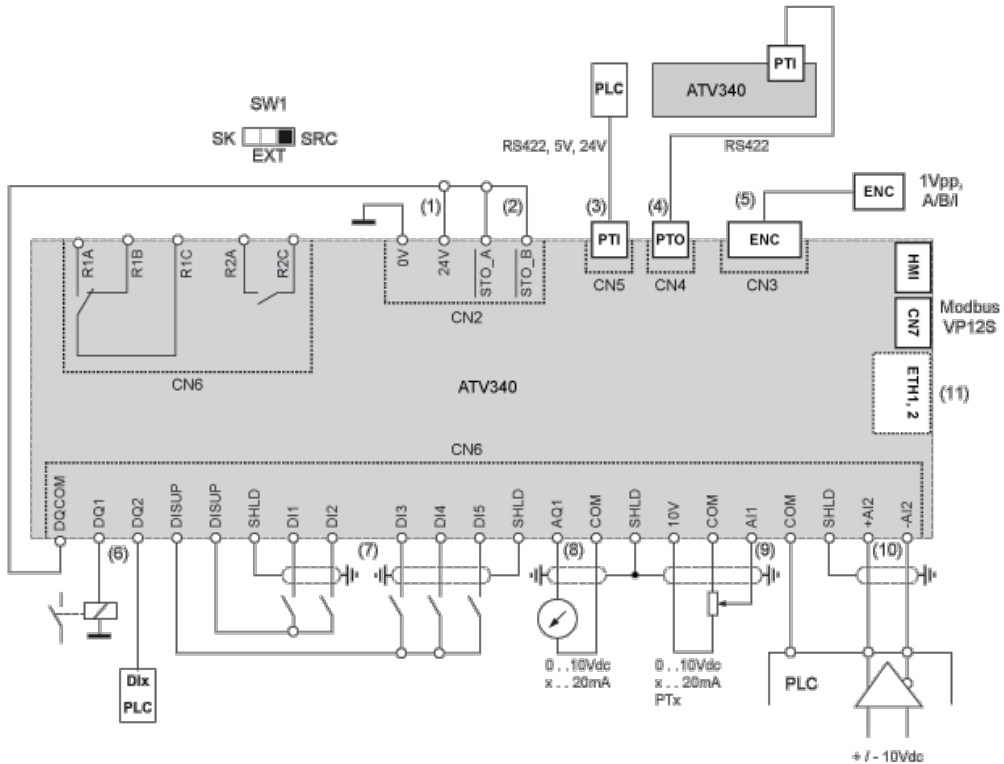 PTI
PLC
ATV340
SW1
SK
SRC
EXT
RS422, 5V, 24V
RS422
ENC
1Vpp,
A/B/I
(1)
(2)
(3)
(4)
(5)
R1A
R1B
R1C
R2A
R2C
0V
24V
STO_A
STO_B
PTI
PTO
ENC
HMI
CN5
CN4
CN3
CN2
CN7
Modbus
VP12S
CN6
ATV340
ETH1, 2
(11)
CN6
DQCOM
DQ1
DQ2
DISUP
DISUP
SHLD
DI1
DI2
DI3
DI4
DI5
SHLD
AQ1
COM
SHLD
10V
COM
AI1
COM
SHLD
+AI2
-AI2
(6)
(7)
(8)
(9)
(10)
0 . . 10Vdc
x . . 20mA
0 . . 10Vdc
x . . 20mA
PTx
DIx
PLC
PLC
+ / - 10Vdc